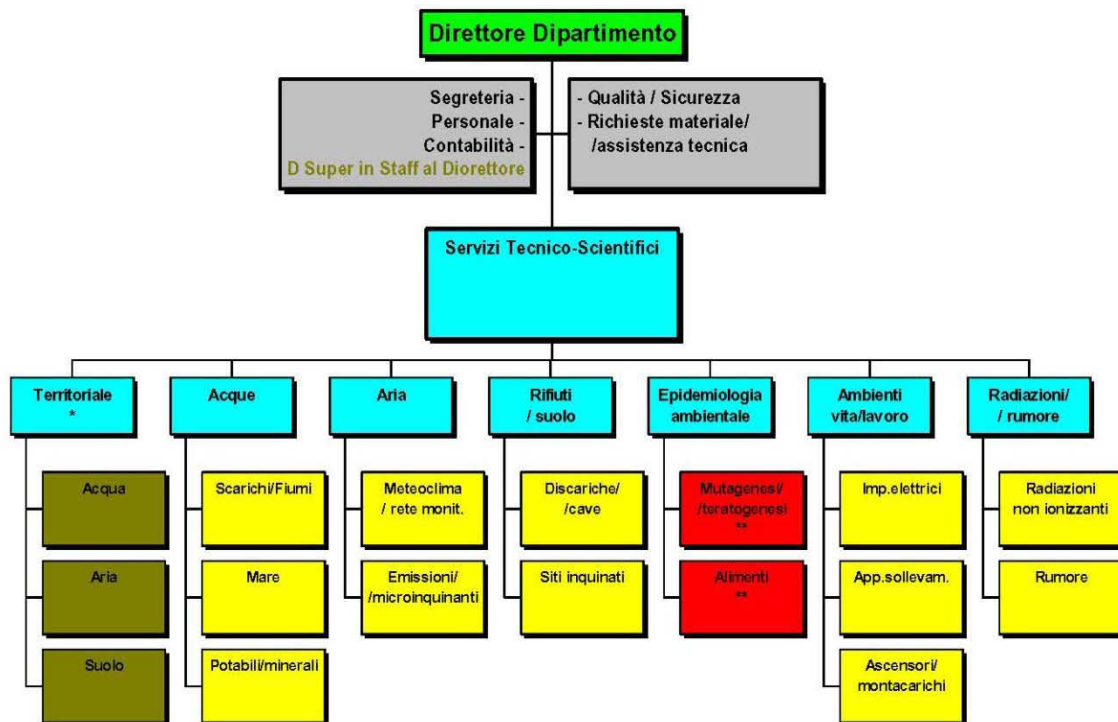 Direttore Dipartimento
Segreteria -
Personale -
Contabilità -
D Super in Staff al Diorettore
- Qualità / Sicurezza
- Richieste materiale/
/assistenza tecnica
Servizi Tecnico-Scientifici
Territoriale
*
Acque
Aria
Rifiuti
/ suolo
Epidemiologia
ambientale
Ambienti
vita/lavoro
Radiazioni/
/ rumore
Acqua
Scarichi/Fiumi
Meteoclima
/ rete monit.
Discariche/
/cave
Mutagenesi/
/teratogenesi
**
Imp.elettrici
Radiazioni
non ionizzanti
Aria
Mare
Emissioni/
/microinquinanti
Siti inquinati
Alimenti
**
App.sollevam.
Rumore
Suolo
Potabili/minerali
Ascensori/
montacarichi